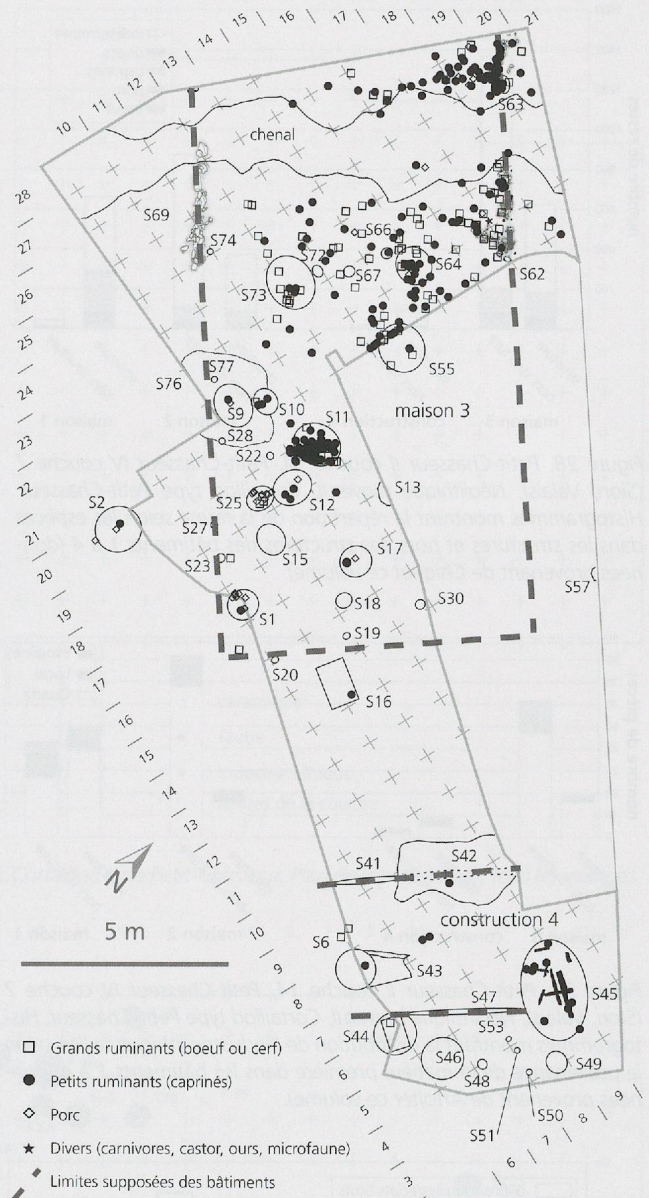 10 11 12 13 14 15 16 17 18 19 20 21
S63
chenal
28
S69
S74
S66
27
S72
S67
S64
S62
26
S73
25
S77
S55
S76
24
S9
S10
maison 3
S11
23
S28
S22
22
S25
S12
S13
S2
S27
21
S15
S17
20
S23
S57
S18
S30
19
S1
S19
18
S20
17
S16
16
15
14
13
12
S41
S42
11
construction 4
N
10
S6
5 m
9
S43
S45
8
S47
S44
S53
Grands ruminants (boeuf ou cerf)
S46
S49
6
S48
Petits ruminants (caprinés)
9
S50
8
5
7
Porc
S51
6
4
Divers (carnivores, castor, ours, microfaune)
3
Limites supposées des bâtiments